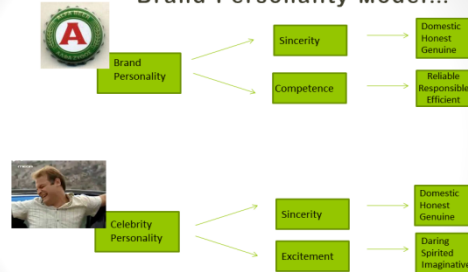 Brand Personality Model...
A
Brand
Personality
Sincerity
Domestic
Honest
Genuine
Competence
Reliable
Responsible
Efficient
Celebrity
Personality
Sincerity
Domestic
Honest
Genuine
Excitement
Daring
Spirited
Imaginative